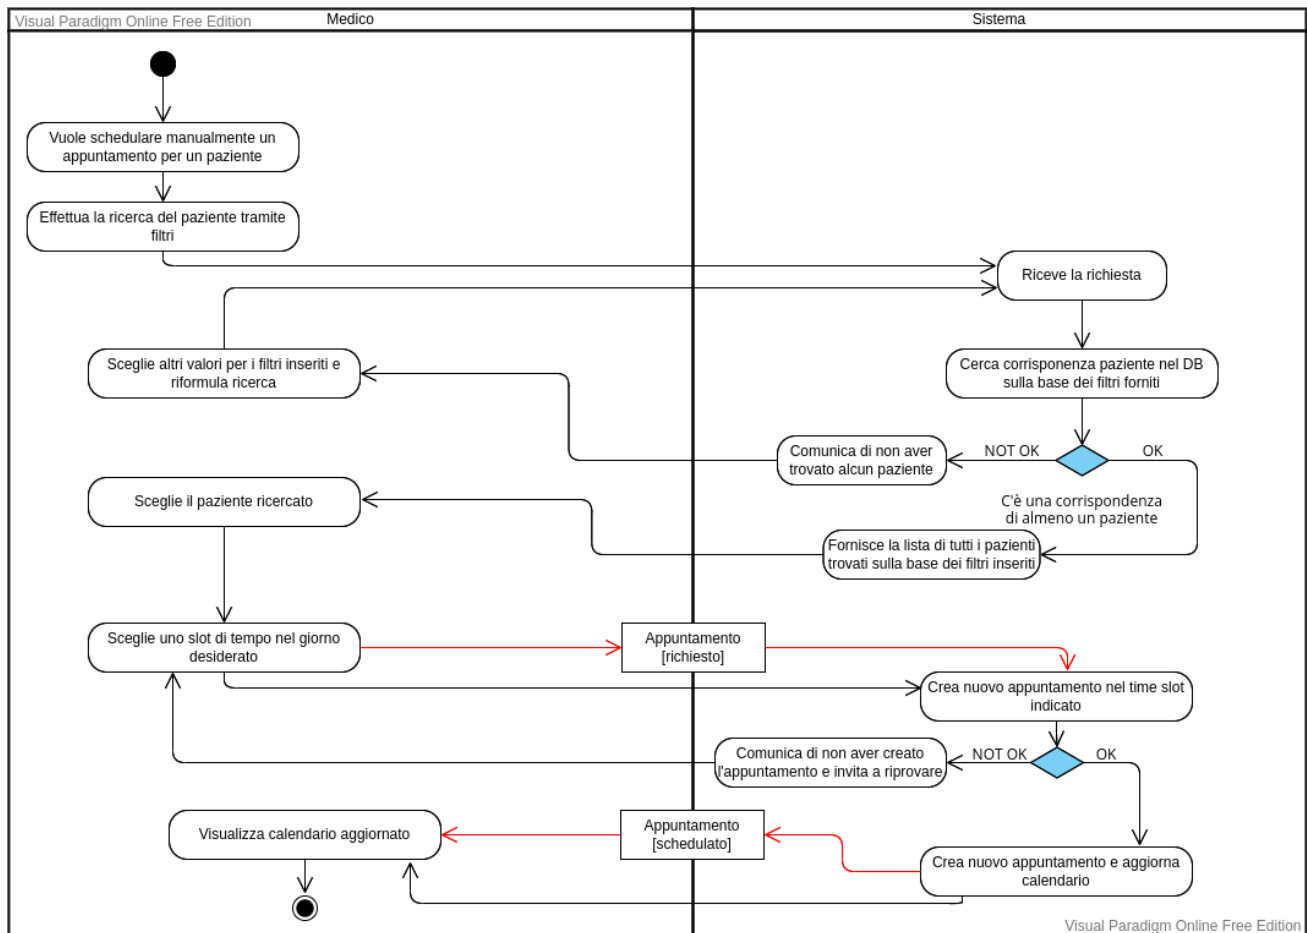 Visual Paradigm Online Free Edition
Medico
Sistema
Vuole schedulare manualmente un
appuntamento per un paziente
Effettua la ricerca del paziente tramite
filtri
Riceve la richiesta
Sceglie altri valori per i filtri inseriti e
riformula ricerca
Cerca corrisponenza paziente nel DB
sulla base dei filtri forniti
Comunica di non aver
trovato alcun paziente
NOT OK
OK
Sceglie il paziente ricercato
C'è una corrispondenza
di almeno un paziente
Fornisce la lista di tutti i pazienti
trovati sulla base dei filtri inseriti
Sceglie uno slot di tempo nel giorno
desiderato
Appuntamento
[richiesto]
Crea nuovo appuntamento nel time slot
indicato
Comunica di non aver creato
l'appuntamento e invita a riprovare
NOT OK
OK
Visualizza calendario aggiornato
Appuntamento
[schedulato]
Crea nuovo appuntamento e aggiorna
calendario
Visual Paradigm Online Free Edition